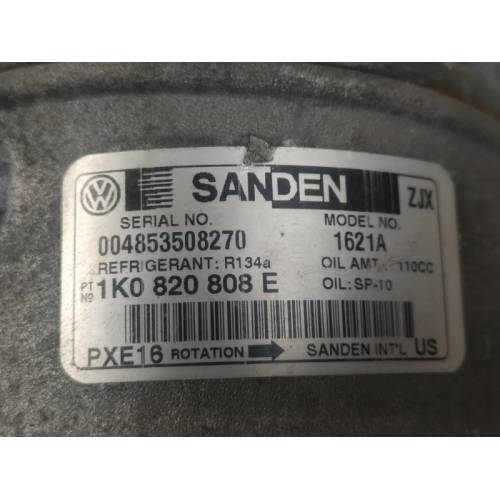 VW SANDEN ZJX
SERIAL NO. MODEL NO.
004853508270 1621A
REFRIGERANT: R134a OIL AMT.: 110CC
PT NO 1K0 820 808 E OIL: SP-10
PXE16 ROTATION SANDEN INT'L US